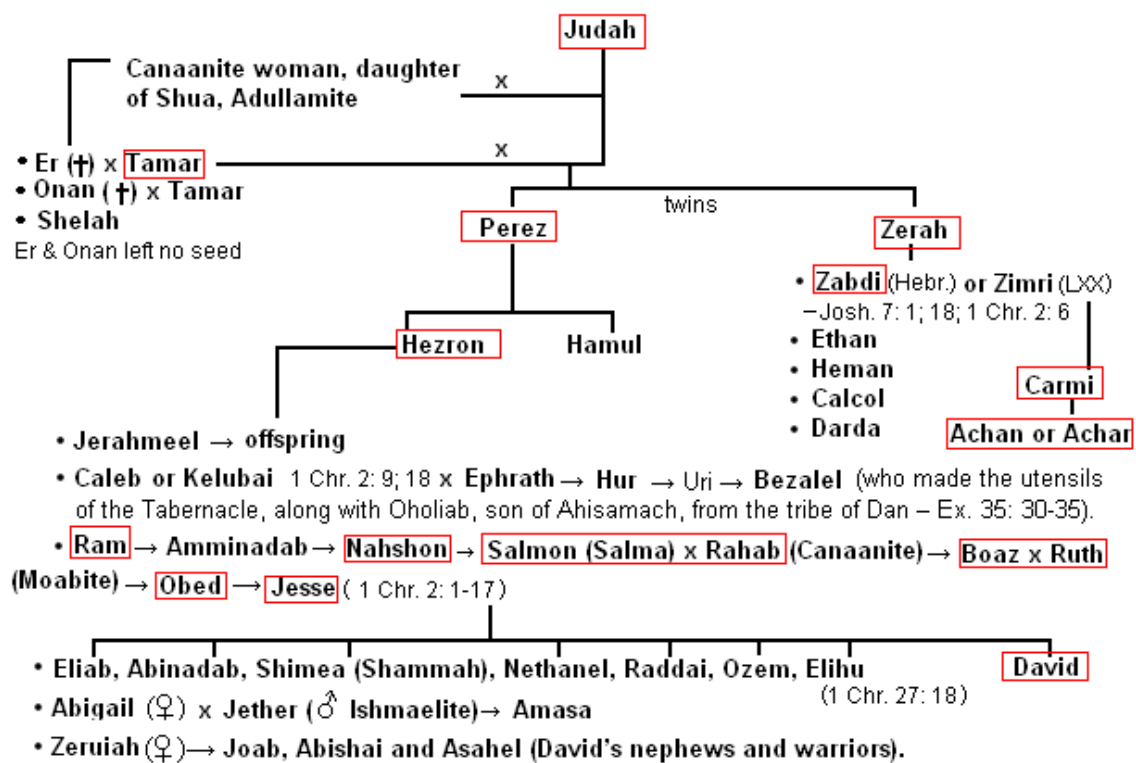 Judah
Canaanite woman, daughter
of Shua, Adullamite
x
• Er (✝) x Tamar
x
• Onan (✝) x Tamar
• Shelah
Er & Onan left no seed
twins
Perez
Zerah
• Zabdi (Hebr.) or Zimri (LXX)
–Josh. 7: 1; 18; 1 Chr. 2: 6
• Ethan
• Heman
• Calcol
• Darda
Hezron
Hamul
Carmi
Achan or Achar
• Jerahmeel → offspring
• Caleb or Kelubai 1 Chr. 2: 9; 18 x Ephrath → Hur → Uri → Bezalel (who made the utensils
of the Tabernacle, along with Oholiab, son of Ahisamach, from the tribe of Dan – Ex. 35: 30-35).
• Ram → Amminadab → Nahshon → Salmon (Salma) x Rahab (Canaanite) → Boaz x Ruth
(Moabite) → Obed → Jesse ( 1 Chr. 2: 1-17)
• Eliab, Abinadab, Shimea (Shammah), Nethanel, Raddai, Ozem, Elihu David
(1 Chr. 27: 18)
• Abigail (♀) x Jether (♂ Ishmaelite) → Amasa
• Zeruiah (♀) → Joab, Abishai and Asahel (David's nephews and warriors).